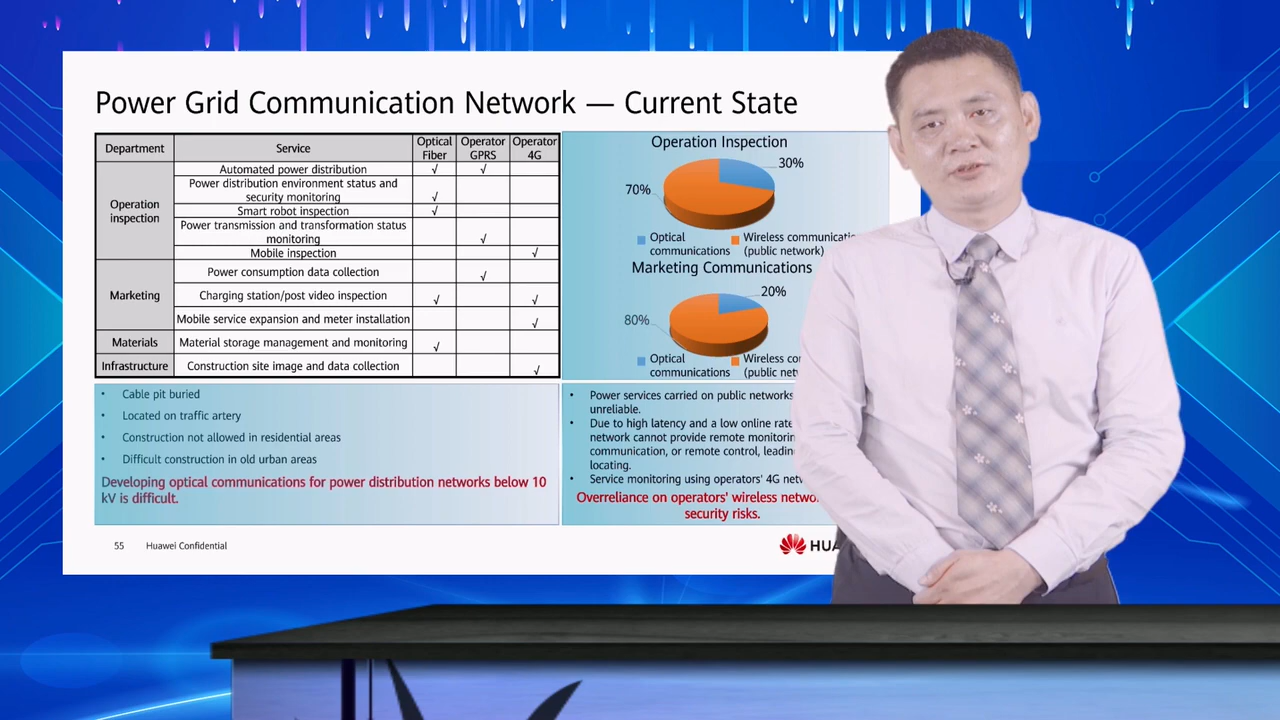 Power Grid Communication Network — Current State
Department
Service
Optical
Fiber
Operator
GPRS
Operator
4G
Operation
inspection
Automated power distribution
√
√
Power distribution environment status and
security monitoring
√
Smart robot inspection
√
Power transmission and transformation status
monitoring
√
Mobile inspection
√
Marketing
Power consumption data collection
√
Charging station/post video inspection
√
√
Mobile service expansion and meter installation
√
Materials
Material storage management and monitoring
√
Infrastructure
Construction site image and data collection
√
Operation Inspection
30%
70%
Optical
communications
Wireless
(public network)
Marketing Communications
20%
80%
Optical
communications
Wireless
(public
• Cable pit buried
• Located on traffic artery
• Construction not allowed in residential areas
• Difficult construction in old urban areas
Developing optical communications for power distribution networks below 10
kV is difficult.
• Power services carried on public networks
unreliable.
• Due to high latency and a low online rate
network cannot provide remote
communication, or remote control,
locating.
• Service monitoring using operators' 4G
Overreliance on operators' wireless
security risks.
55 Huawei Confidential